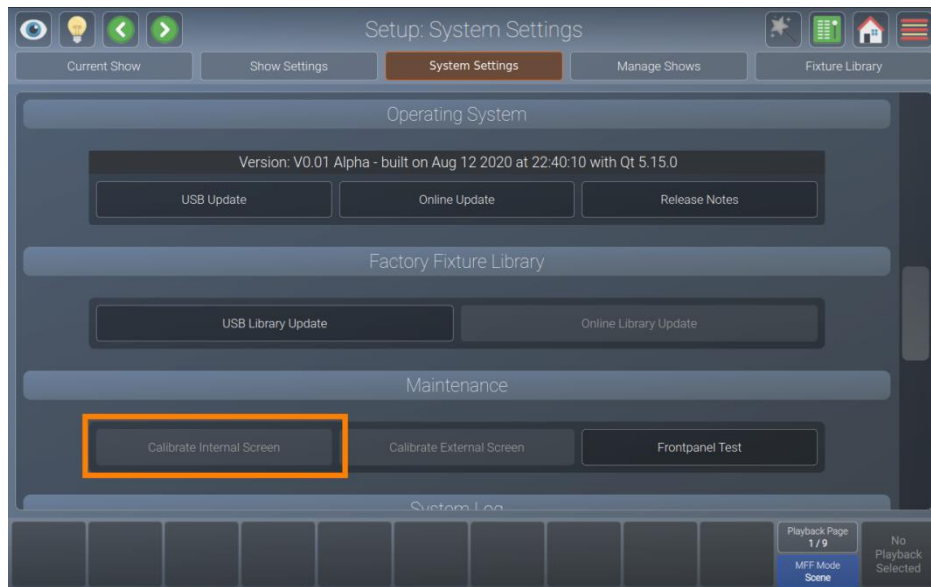 Setup: System Settings
Current Show
Show Settings
System Settings
Manage Shows
Fixture Library
Operating System
Version: V0.01 Alpha - built on Aug 12 2020 at 22:40:10 with Qt 5.15.0
USB Update
Online Update
Release Notes
Factory Fixture Library
USB Library Update
Online Library Update
Maintenance
Calibrate Internal Screen
Calibrate External Screen
Frontpanel Test
System Log
Playback Page
1 / 9
MFF Mode
Scene
No
Playback
Selected